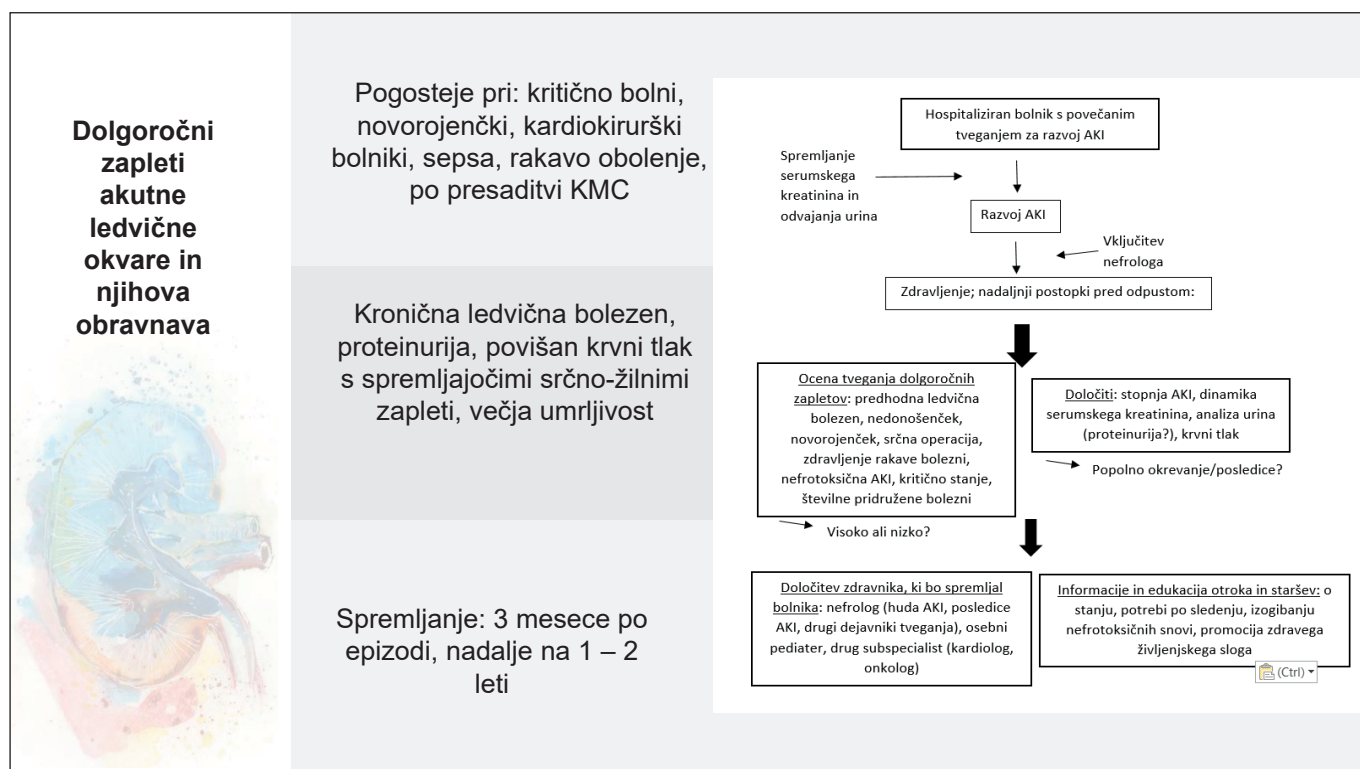 Dolgoročni
zapleti
akutne
ledvične
okvare in
njihova
obravnava
Pogosteje pri: kritično bolni,
novorojenčki, kardiokirurški
bolniki, sepsa, rakavo obolenje,
po presaditvi KMC
Kronična ledvična bolezen,
proteinurija, povišan krvni tlak
s spremljajočimi srčno-žilnimi
zapleti, večja umrljivost
Spremljanje: 3 mesece po
epizodi, nadalje na 1 – 2
leti
Hospitaliziran bolnik s povečanim
tveganjem za razvoj AKI
Spremljanje
serumskega
kreatinina in
odvajanja urina
Razvoj AKI
Vključitev
nefrologa
Zdravljenje; nadaljnji postopki pred odpustom:
Ocena tveganja dolgoročnih
zapletov: predhodna ledvična
bolezen, nedonošenček,
novorojenček, srčna operacija,
zdravljenje rakave bolezni,
nefrotoksična AKI, kritično stanje,
številne pridružene bolezni
Določiti: stopnja AKI, dinamika
serumskega kreatinina, analiza urina
(proteinurija?), krvni tlak
Popolno okrevanje/posledice?
Visoko ali nizko?
Določitev zdravnika, ki bo spremljal
bolnika: nefrolog (huda AKI, posledice
AKI, drugi dejavniki tveganja), osebni
pediater, drug subspecialist (kardiolog,
onkolog)
Informacije in edukacija otroka in staršev: o
stanju, potrebi po sledenju, izogibanju
nefrotoksičnih snovi, promocija zdravega
življenjskega sloga
(Ctrl)